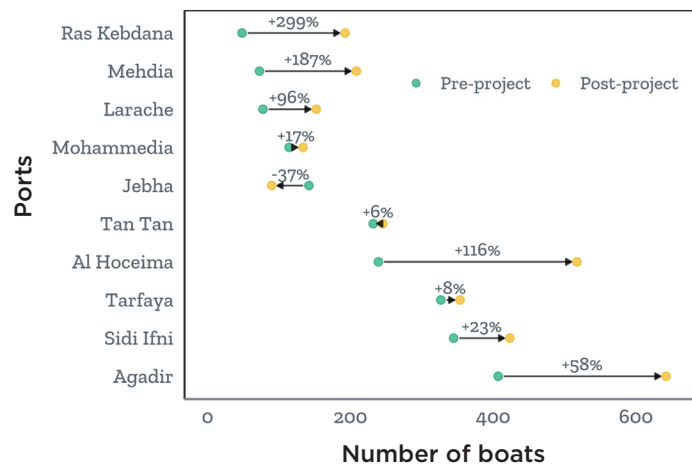 +299%
Ras Kebdana
+187%
Mehdia
Pre-project Post-project
+96%
Larache
+17%
Mohammedia
-37%
Jebha
+6%
Tan Tan
+116%
Al Hoceima
+8%
Tarfaya
+23%
Sidi Ifni
+58%
Agadir
Ports
0 200 400 600
Number of boats